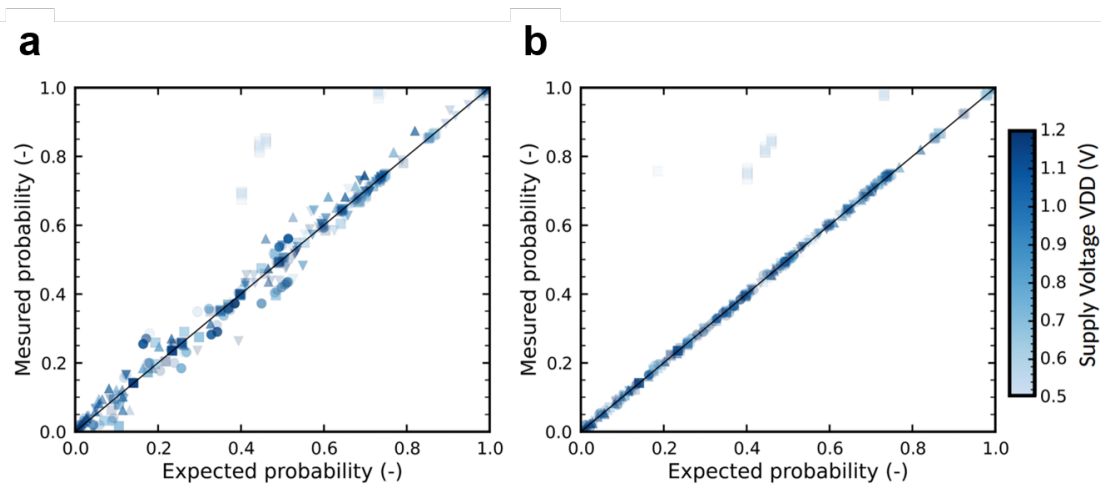 a
b
1.0
0.8
0.6
0.4
0.2
0.0
Mesured probability (-)
0.0 0.2 0.4 0.6 0.8 1.0
Expected probability (-)
1.0
0.8
0.6
0.4
0.2
0.0
Mesured probability (-)
0.0 0.2 0.4 0.6 0.8 1.0
Expected probability (-)
1.2
1.1
1.0
0.9
0.8
0.7
0.6
0.5
Supply Voltage VDD (V)